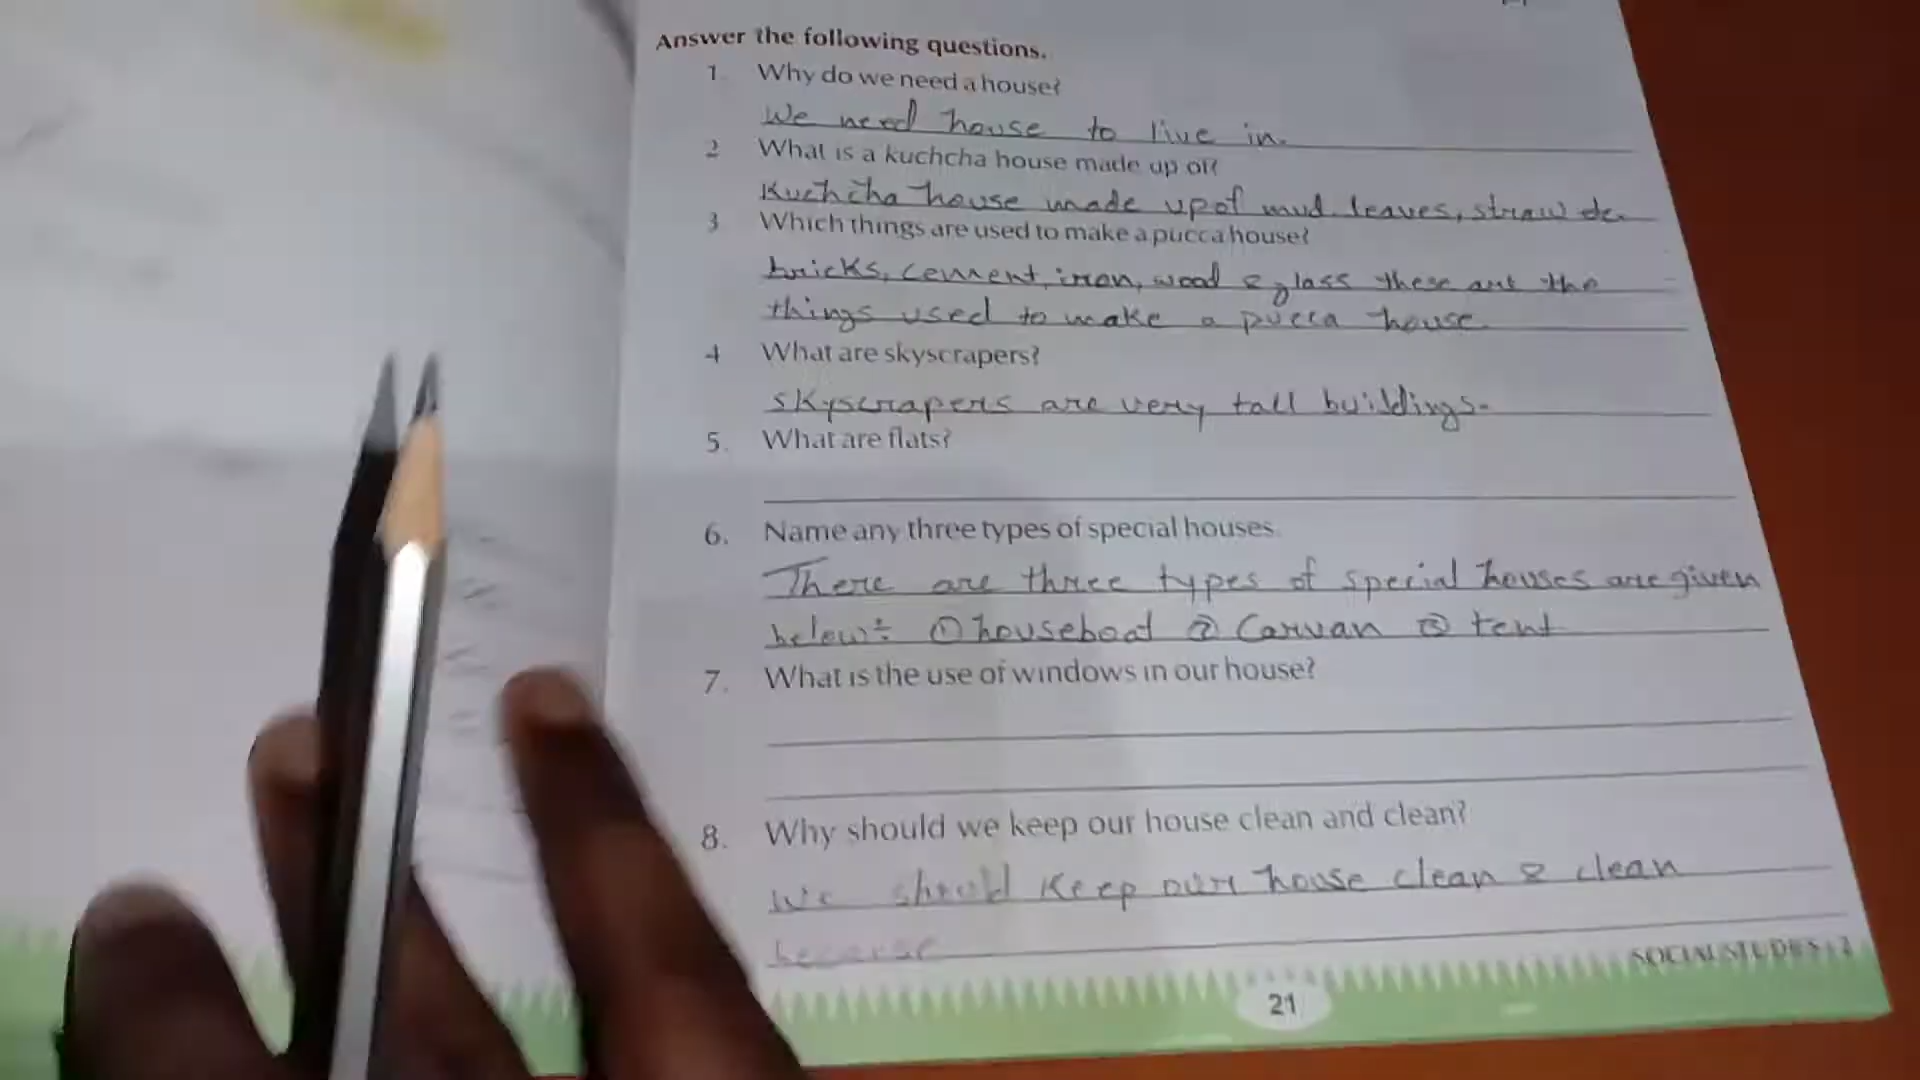 Answer the following questions.
1. Why do we need a house?
We need house to live in.
2 What is a kuchcha house made up of?
Kuchcha house made up of mud, leaves, straw etc.
3 Which things are used to make a pucca house?
bricks, cement, iron, wood & glass these are the
things used to make a pucca house.
4 What are skyscrapers?
Skyscrapers are very tall buildings.
5. What are flats?
6. Name any three types of special houses.
There are three types of special houses are given
below:- ① houseboat ② Carvan ③ tent
7. What is the use of windows in our house?
8. Why should we keep our house clean and clean?
We should keep our house clean & clean
because
SOCIAL STUDIES - 2
21